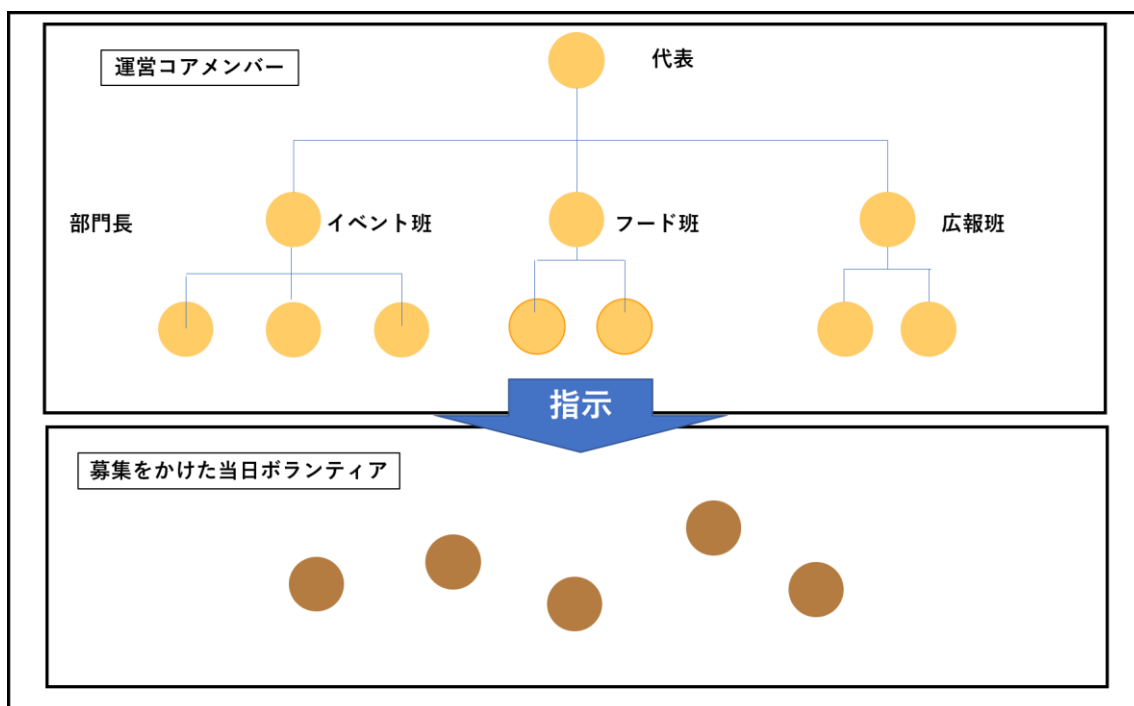 運営コアメンバー
代表
部門長
イベント班
フード班
広報班
指示
募集をかけた当日ボランティア